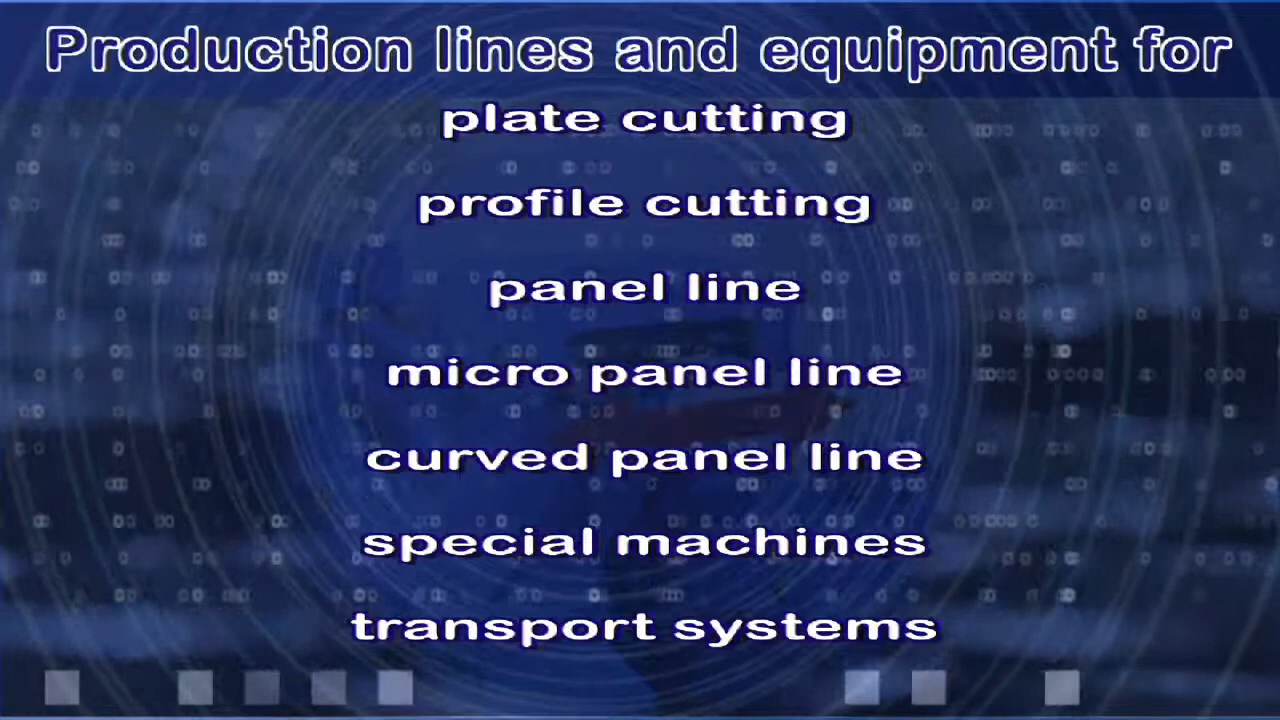 Production lines and equipment for
plate cutting
profile cutting
panel line
micro panel line
curved panel line
special machines
transport systems